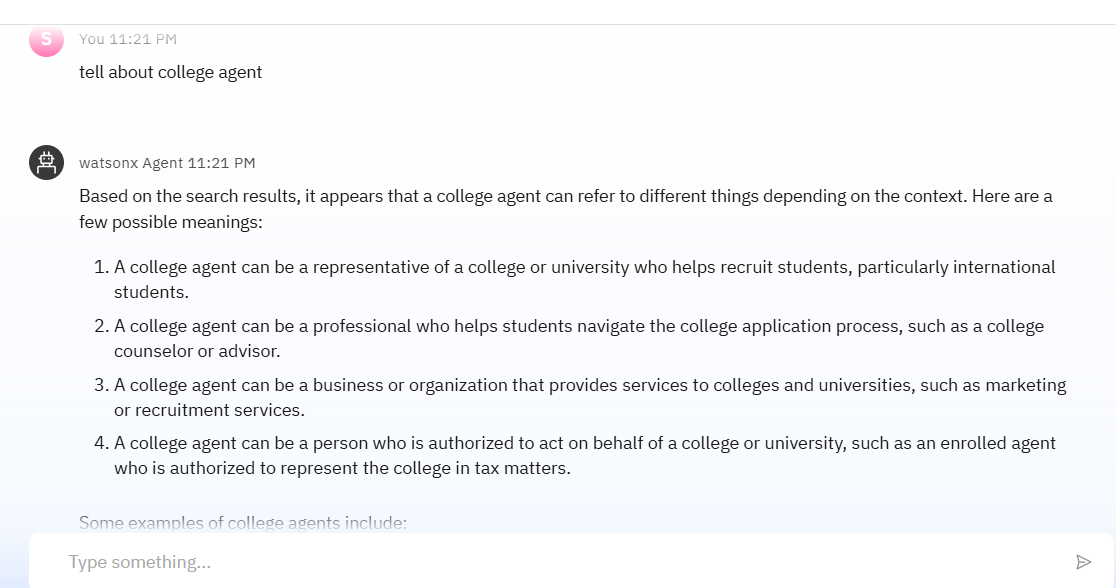 S
You 11:21 PM
tell about college agent
watsonx Agent 11:21 PM
Based on the search results, it appears that a college agent can refer to different things depending on the context. Here are a
few possible meanings:
1. A college agent can be a representative of a college or university who helps recruit students, particularly international
students.
2. A college agent can be a professional who helps students navigate the college application process, such as a college
counselor or advisor.
3. A college agent can be a business or organization that provides services to colleges and universities, such as marketing
or recruitment services.
4. A college agent can be a person who is authorized to act on behalf of a college or university, such as an enrolled agent
who is authorized to represent the college in tax matters.
Some examples of college agents include:
Type something...